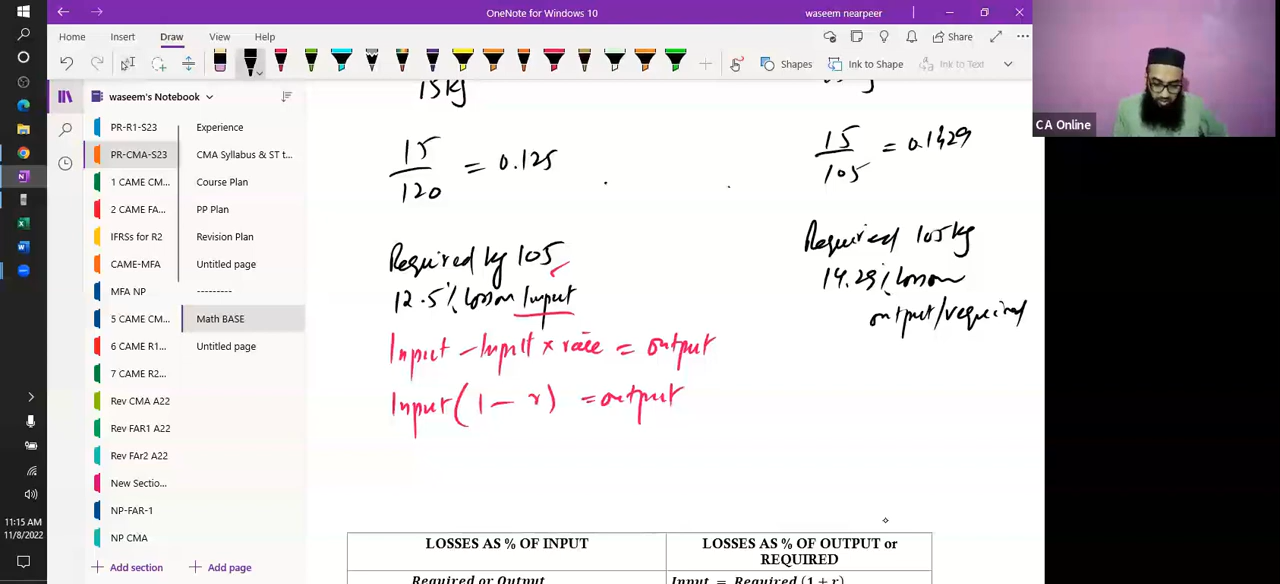 OneNote for Windows 10
waseem nearpeer
Home Insert Draw View Help
Share
Shapes
Ink to Shape
Ink to Text
waseem's Notebook
PR-R1-S23
PR-CMA-S23
1 CAME CM...
2 CAME FA...
IFRSs for R2
CAME-MFA
MFA NP
5 CAME CM...
6 CAME R1...
7 CAME R2...
Rev CMA A22
Rev FAR1 A22
Rev FAr2 A22
New Sectio...
NP-FAR-1
NP CMA
Add section
Experience
CMA Syllabus & ST t...
Course Plan
PP Plan
Revision Plan
Untitled page
---------
Math BASE
Untitled page
Add page
15kg
15
120
= 0.125
Required kg 105
12.5% loss on Input
Input - Input × rate = output
Input (1 - r) = output
15
105
= 0.1429
Required 105kg
14.29% loss on
output/required
LOSSES AS % OF INPUT
LOSSES AS % OF OUTPUT or
REQUIRED
Required or Output
Input = Required (1 + r)
CA Online
11:15 AM
11/8/2022